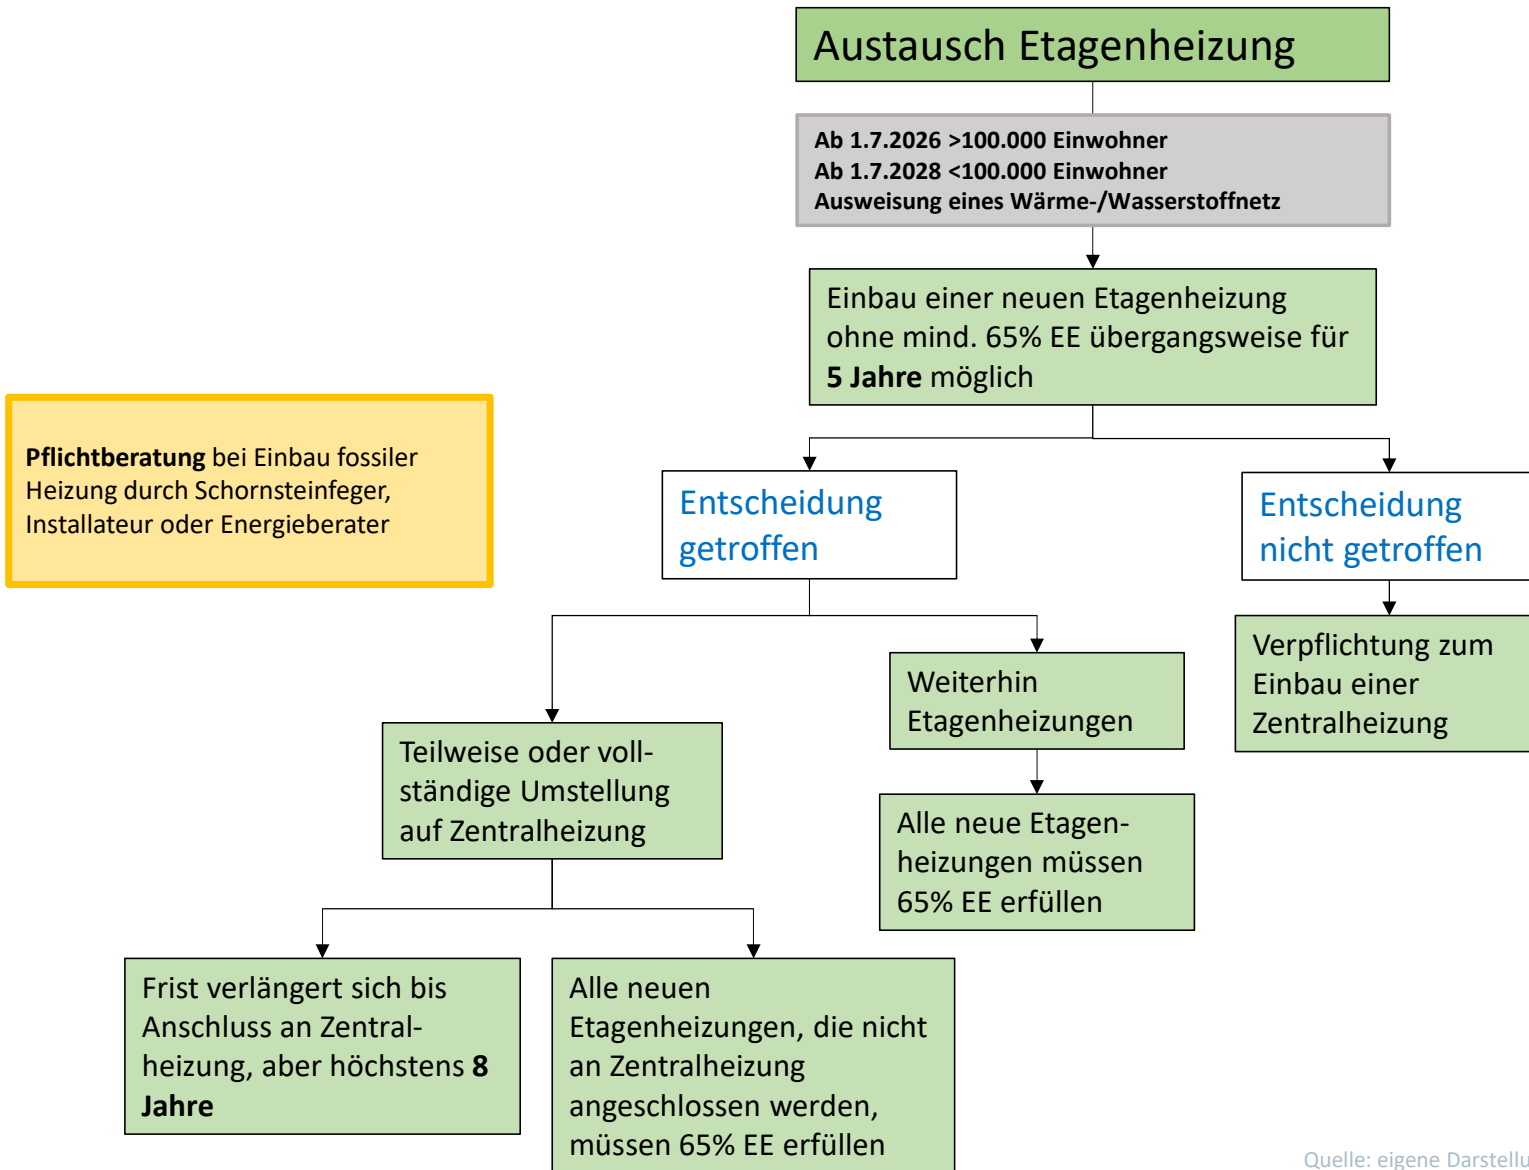 Austausch Etagenheizung
Ab 1.7.2026 >100.000 Einwohner
Ab 1.7.2028 <100.000 Einwohner
Ausweisung eines Wärme-/Wasserstoffnetz
Einbau einer neuen Etagenheizung
ohne mind. 65% EE übergangsweise für
5 Jahre möglich
Pflichtberatung bei Einbau fossiler
Heizung durch Schornsteinfeger,
Installateur oder Energieberater
Entscheidung
getroffen
Entscheidung
nicht getroffen
Weiterhin
Etagenheizungen
Verpflichtung zum
Einbau einer
Zentralheizung
Teilweise oder voll-
ständige Umstellung
auf Zentralheizung
Alle neue Etagen-
heizungen müssen
65% EE erfüllen
Frist verlängert sich bis
Anschluss an Zentral-
heizung, aber höchstens 8
Jahre
Alle neuen
Etagenheizungen, die nicht
an Zentralheizung
angeschlossen werden,
müssen 65% EE erfüllen
Quelle: eigene Darstellu